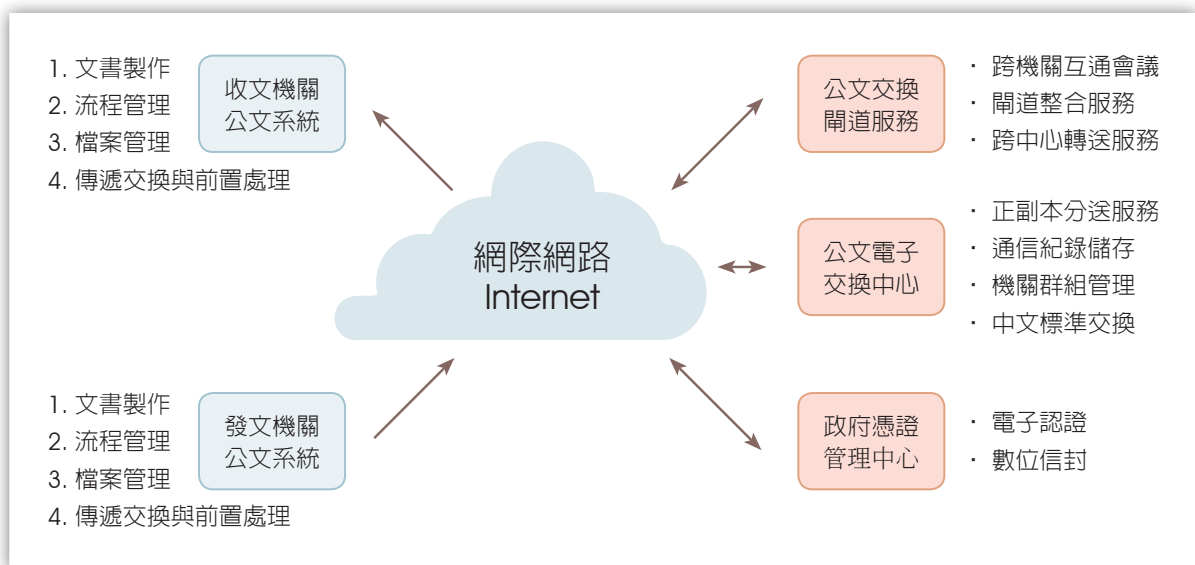 1. 文書製作
2. 流程管理
3. 檔案管理
4. 傳遞交換與前置處理
收文機關
公文系統
網際網路
Internet
1. 文書製作
2. 流程管理
3. 檔案管理
4. 傳遞交換與前置處理
發文機關
公文系統
公文交換
閘道服務
· 跨機關互通會議
· 閘道整合服務
· 跨中心轉送服務
公文電子
交換中心
· 正副本分送服務
· 通信紀錄儲存
· 機關群組管理
· 中文標準交換
政府憑證
管理中心
· 電子認證
· 數位信封